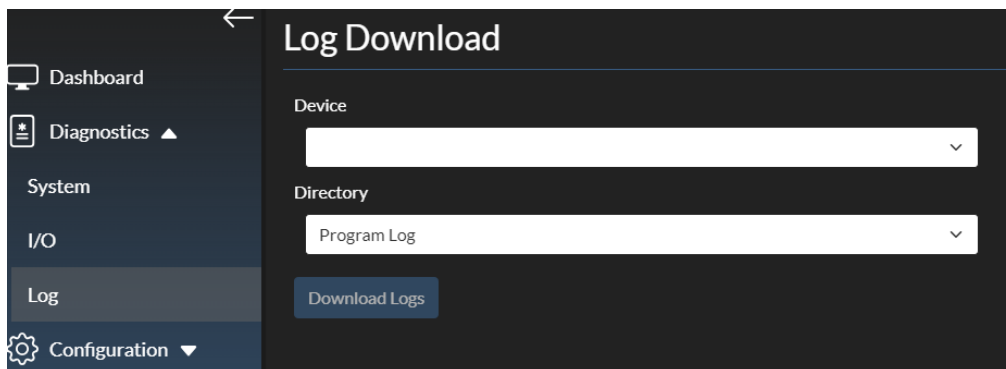 Log Download
Dashboard
Diagnostics
System
I/O
Log
Configuration
Device
Directory
Program Log
Download Logs